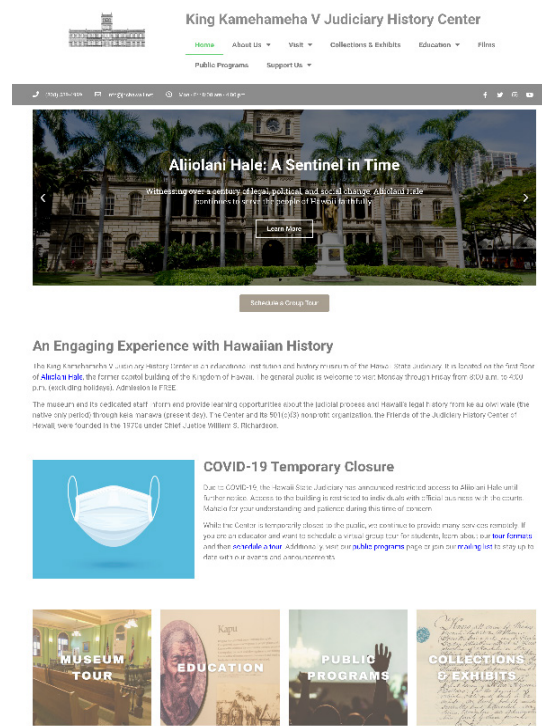 King Kamehameha V Judiciary History Center
Home About Us Visit Collections & Exhibits Education Films
Public Programs Support Us
Aliiolani Hale: A Sentinel in Time
Witnessing over a century of legal, political, and social change, Aliiolani Hale
continues to serve the people of Hawaii faithfully.
Learn More
Schedule a Group Tour
An Engaging Experience with Hawaiian History
The King Kamehameha V Judiciary History Center is an educational institution and history museum of the Hawaii State Judiciary. It is located on the first floor
of Aliiolani Hale, the former capitol building of the Kingdom of Hawaii. The general public is welcome to visit Monday through Friday from 8:00 a.m. to 4:00
p.m. (excluding holidays). Admission is FREE.
The museum and its dedicated staff inform and provide learning opportunities about the judicial process and Hawaii's legal history from ke au oiwi wale (the
native only period) through keia manawa (present day). The Center and its 501(c)(3) nonprofit organization, the Friends of the Judiciary History Center of
Hawaii, were founded in the 1970s under Chief Justice William S. Richardson.
COVID-19 Temporary Closure
Due to COVID-19, the Hawaii State Judiciary has announced restricted access to Aliiolani Hale until
further notice. Access to the building is restricted to individuals with official business with the courts.
Mahalo for your understanding and patience during this time of concern.
While the Center is temporarily closed to the public, we continue to provide many services remotely. If
you are an educator and want to schedule a virtual group tour for students, learn about our tour formats
and then schedule a tour. Additionally, visit our public programs page or join our mailing list to stay up to
date with our events and announcements.
MUSEUM
TOUR
Kapu
EDUCATION
PUBLIC
PROGRAMS
COLLECTIONS
& EXHIBITS